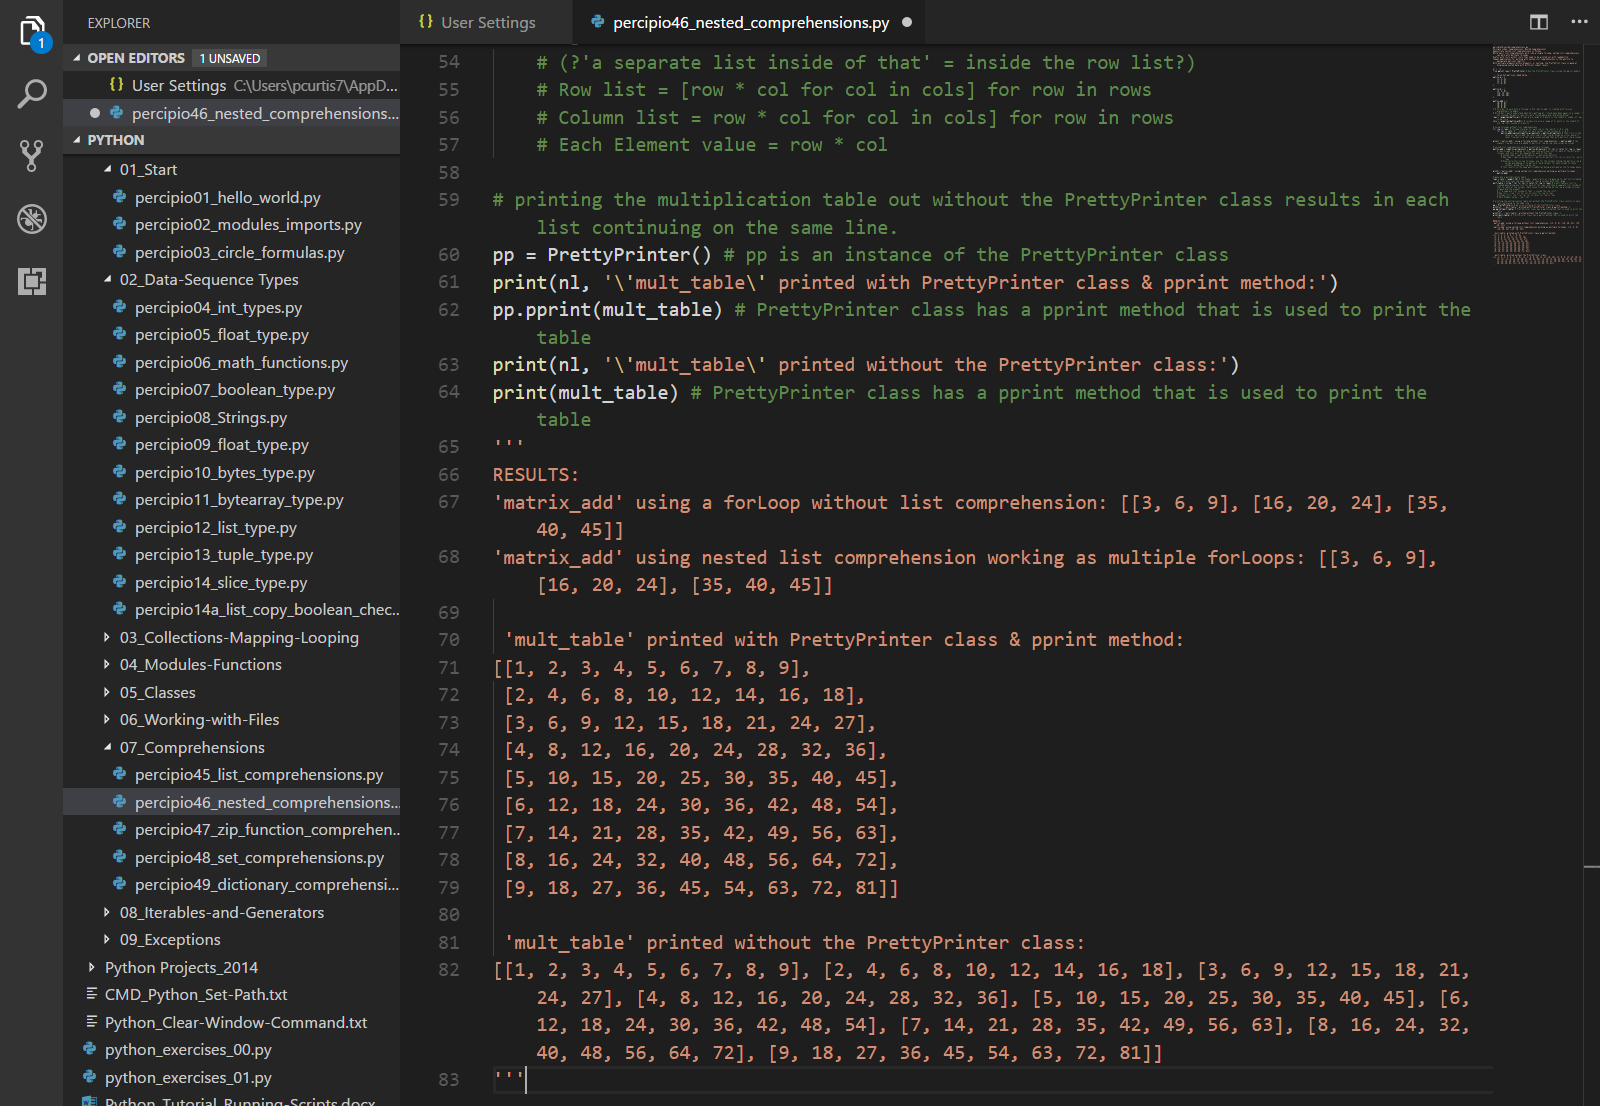 EXPLORER
{} User Settings
percipio46_nested_comprehensions.py
1
OPEN EDITORS 1 UNSAVED
{} User Settings C:\Users\pcurtis7\AppD...
percipio46_nested_comprehensions...
PYTHON
01_Start
percipio01_hello_world.py
percipio02_modules_imports.py
percipio03_circle_formulas.py
02_Data-Sequence Types
percipio04_int_types.py
percipio05_float_type.py
percipio06_math_functions.py
percipio07_boolean_type.py
percipio08_Strings.py
percipio09_float_type.py
percipio10_bytes_type.py
percipio11_bytearray_type.py
percipio12_list_type.py
percipio13_tuple_type.py
percipio14_slice_type.py
percipio14a_list_copy_boolean_chec...
03_Collections-Mapping-Looping
04_Modules-Functions
05_Classes
06_Working-with-Files
07_Comprehensions
percipio45_list_comprehensions.py
percipio46_nested_comprehensions...
percipio47_zip_function_comprehen...
percipio48_set_comprehensions.py
percipio49_dictionary_comprehensi...
08_Iterables-and-Generators
09_Exceptions
Python Projects_2014
CMD_Python_Set-Path.txt
Python_Clear-Window-Command.txt
python_exercises_00.py
python_exercises_01.py
Python_Tutorial_Running-Scripts.docx
54 # (?'a separate list inside of that' = inside the row list?)
55 # Row list = [row * col for col in cols] for row in rows
56 # Column list = row * col for col in cols] for row in rows
57 # Each Element value = row * col
58
59 # printing the multiplication table out without the PrettyPrinter class results in each
list continuing on the same line.
60 pp = PrettyPrinter() # pp is an instance of the PrettyPrinter class
61 print(nl, '\'mult_table\' printed with PrettyPrinter class & pprint method:')
62 pp.pprint(mult_table) # PrettyPrinter class has a pprint method that is used to print the
table
63 print(nl, '\'mult_table\' printed without the PrettyPrinter class:')
64 print(mult_table) # PrettyPrinter class has a pprint method that is used to print the
table
65 '''
66 RESULTS:
67 'matrix_add' using a forLoop without list comprehension: [[3, 6, 9], [16, 20, 24], [35,
40, 45]]
68 'matrix_add' using nested list comprehension working as multiple forLoops: [[3, 6, 9],
[16, 20, 24], [35, 40, 45]]
69
70 'mult_table' printed with PrettyPrinter class & pprint method:
71 [[1, 2, 3, 4, 5, 6, 7, 8, 9],
72 [2, 4, 6, 8, 10, 12, 14, 16, 18],
73 [3, 6, 9, 12, 15, 18, 21, 24, 27],
74 [4, 8, 12, 16, 20, 24, 28, 32, 36],
75 [5, 10, 15, 20, 25, 30, 35, 40, 45],
76 [6, 12, 18, 24, 30, 36, 42, 48, 54],
77 [7, 14, 21, 28, 35, 42, 49, 56, 63],
78 [8, 16, 24, 32, 40, 48, 56, 64, 72],
79 [9, 18, 27, 36, 45, 54, 63, 72, 81]]
80
81 'mult_table' printed without the PrettyPrinter class:
82 [[1, 2, 3, 4, 5, 6, 7, 8, 9], [2, 4, 6, 8, 10, 12, 14, 16, 18], [3, 6, 9, 12, 15, 18, 21,
24, 27], [4, 8, 12, 16, 20, 24, 28, 32, 36], [5, 10, 15, 20, 25, 30, 35, 40, 45], [6,
12, 18, 24, 30, 36, 42, 48, 54], [7, 14, 21, 28, 35, 42, 49, 56, 63], [8, 16, 24, 32,
40, 48, 56, 64, 72], [9, 18, 27, 36, 45, 54, 63, 72, 81]]
83 '''